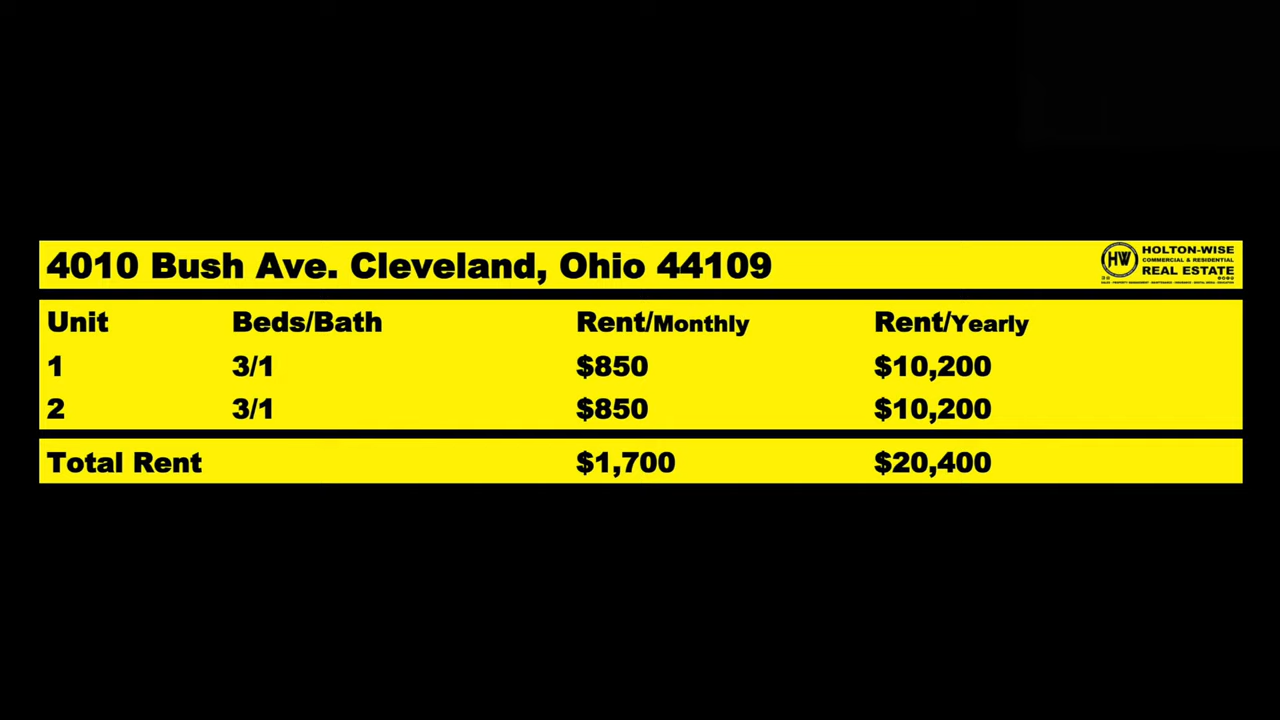 4010 Bush Ave. Cleveland, Ohio 44109
HOLTON-WISE
COMMERCIAL & RESIDENTIAL
REAL ESTATE
HW
Unit Beds/Bath Rent/Monthly Rent/Yearly
1 3/1 $850 $10,200
2 3/1 $850 $10,200
Total Rent $1,700 $20,400